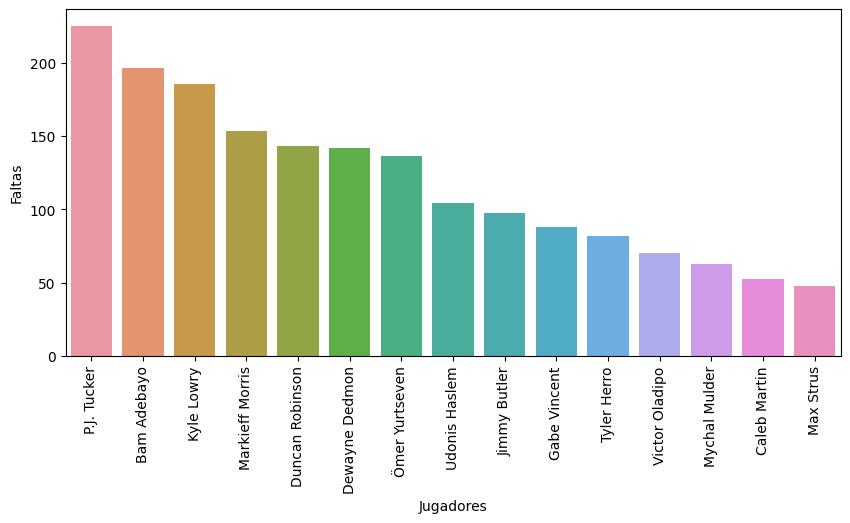 Faltas
200
150
100
50
0
P.J. Tucker
Bam Adebayo
Kyle Lowry
Markieff Morris
Duncan Robinson
Dewayne Dedmon
Ömer Yurtseven
Udonis Haslem
Jimmy Butler
Gabe Vincent
Tyler Herro
Victor Oladipo
Mychal Mulder
Caleb Martin
Max Strus
Jugadores